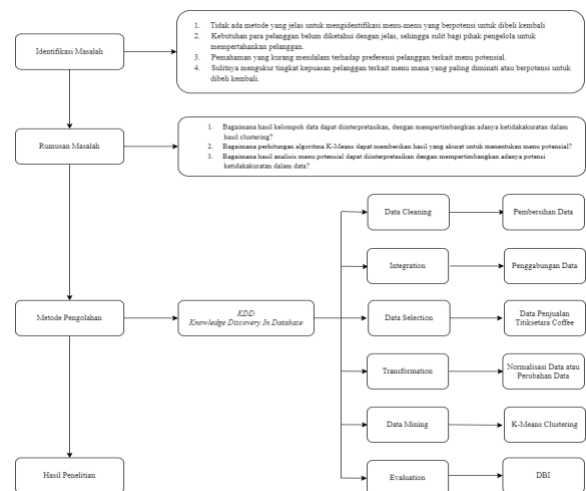 Identifikasi Masalah
1. Tidak ada metode yang jelas untuk mengidentifikasi menu-menu yang berpotensi untuk dibeli kembali
2. Kebutuhan para pelanggan belum diketahui dengan jelas, sehingga sulit bagi pihak pengelola untuk
mempertahankan pelanggan.
3. Pemahaman yang kurang mendalam terhadap preferensi pelanggan terkait menu potensial.
4. Sulitnya mengukur tingkat kepuasan pelanggan terkait menu mana yang paling diminati atau berpotensi untuk
dibeli kembali.
Rumusan Masalah
1. Bagaimana hasil kelompok data dapat diinterpretasikan, dengan mempertimbangkan adanya ketidakakuratan dalam
hasil clustering?
2. Bagaimana perhitungan algoritma K-Means dapat memberikan hasil yang akurat untuk menentukan menu potensial?
3. Bagaimana hasil analisis menu potensial dapat diinterpretasikan dengan mempertimbangkan adanya potensi
ketidakakuratan dalam data?
Metode Pengolahan
KDD
Knowledge Discovery In Database
Data Cleaning
Pembersihan Data
Integration
Penggabungan Data
Data Selection
Data Penjualan
Titiksetara Coffee
Transformation
Normalisasi Data atau
Perubahan Data
Data Mining
K-Means Clustering
Evaluation
DBI
Hasil Penelitian